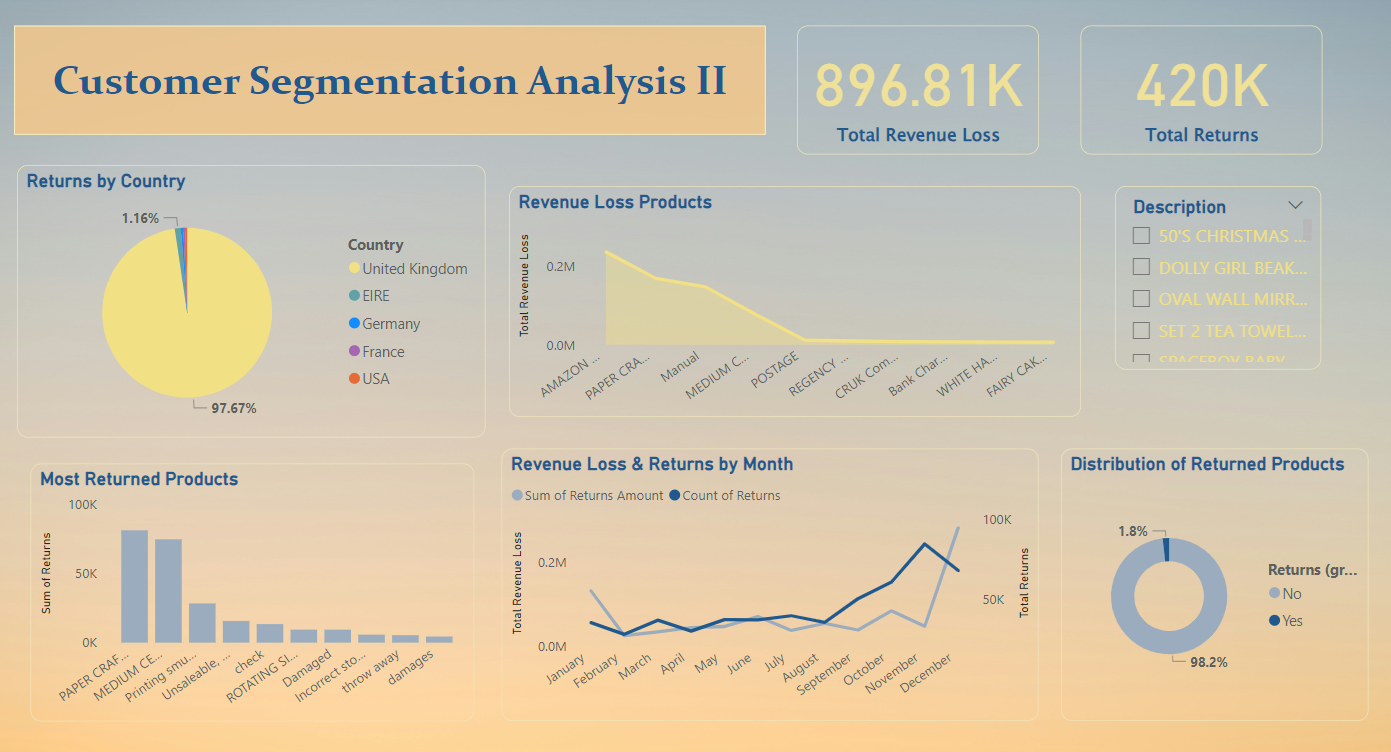 Customer Segmentation Analysis II
896.81K
Total Revenue Loss
420K
Total Returns
Returns by Country
1.16%
97.67%
Country
United Kingdom
EIRE
Germany
France
USA
Revenue Loss Products
Total Revenue Loss
0.2M
0.0M
AMAZON ...
PAPER CRA...
Manual
MEDIUM C...
POSTAGE
REGENCY ...
CRUK Com...
Bank Char...
WHITE HA...
FAIRY CAK...
Description
50'S CHRISTMAS ...
DOLLY GIRL BEAK...
OVAL WALL MIRR...
SET 2 TEA TOWEL...
SPACEBOY BABY ...
Most Returned Products
Sum of Returns
100K
50K
0K
PAPER CRAF...
MEDIUM CE...
Printing smu...
Unsaleable, ...
check
ROTATING SI...
Damaged
Incorrect sto...
throw away
damages
Revenue Loss & Returns by Month
Sum of Returns Amount
Count of Returns
Total Revenue Loss
0.2M
0.0M
100K
50K
Total Returns
January
February
March
April
May
June
July
August
September
October
November
December
Distribution of Returned Products
1.8%
98.2%
Returns (gr...
No
Yes